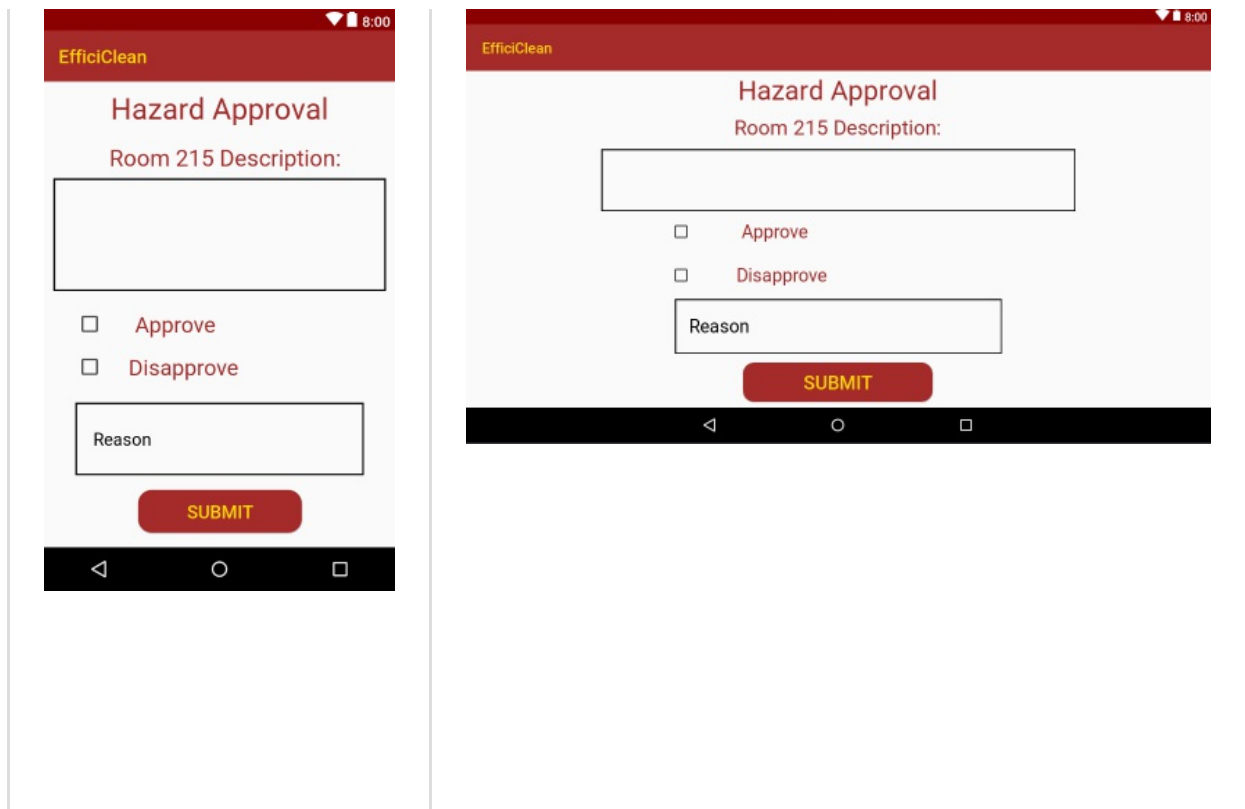 8:00
EfficiClean
Hazard Approval
Room 215 Description:
Approve
Disapprove
Reason
SUBMIT
8:00
EfficiClean
Hazard Approval
Room 215 Description:
Approve
Disapprove
Reason
SUBMIT